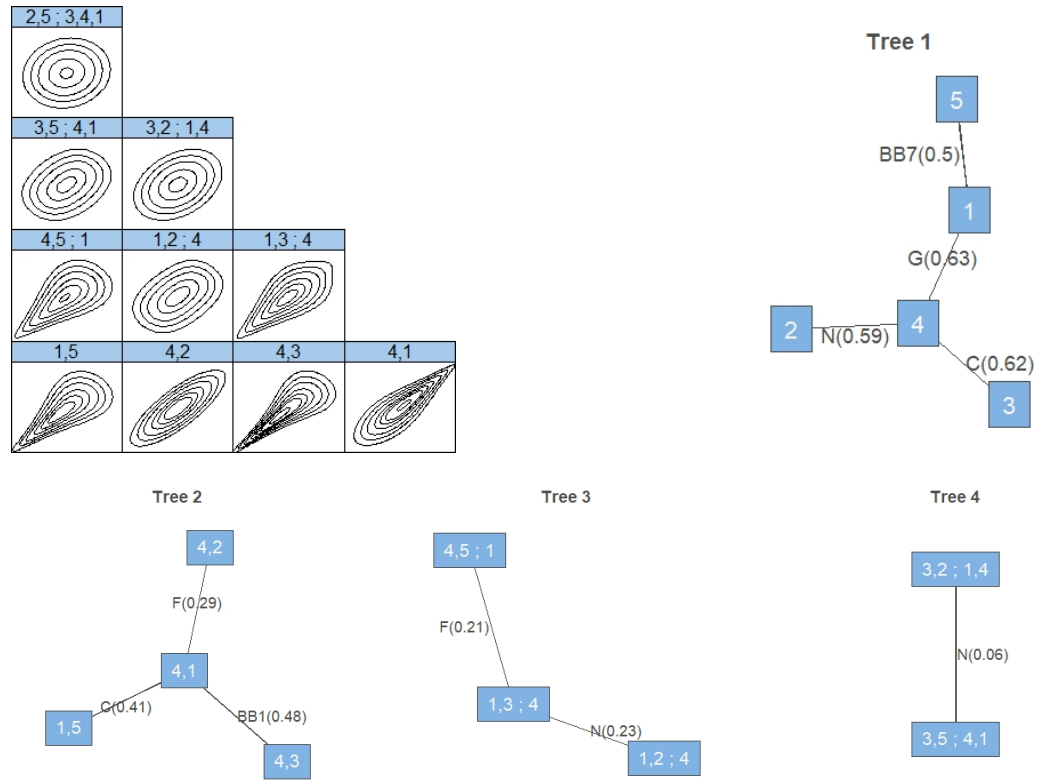 2,5 ; 3,4,1
3,5 ; 4,1
3,2 ; 1,4
4,5 ; 1
1,2 ; 4
1,3 ; 4
1,5
4,2
4,3
4,1
Tree 1
5
BB7(0.5)
1
G(0.63)
2
N(0.59)
4
C(0.62)
3
Tree 2
4,2
F(0.29)
4,1
C(0.41)
BB1(0.48)
1,5
4,3
Tree 3
4,5 ; 1
F(0.21)
1,3 ; 4
N(0.23)
1,2 ; 4
Tree 4
3,2 ; 1,4
N(0.06)
3,5 ; 4,1